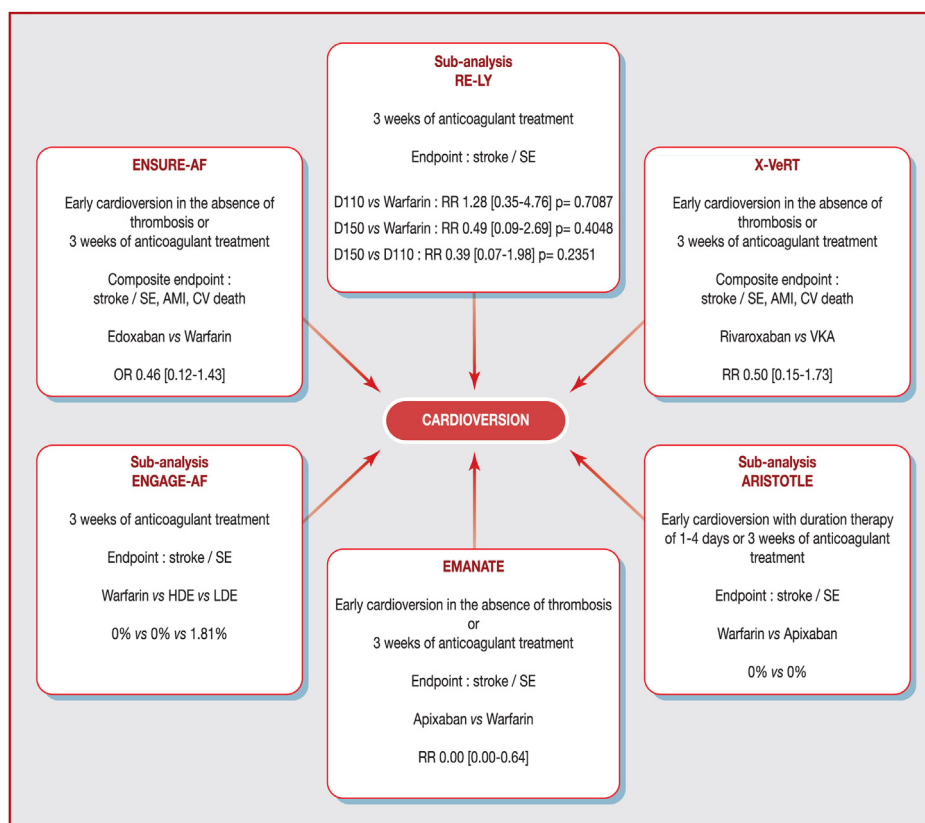 Sub-analysis
RE-LY
3 weeks of anticoagulant treatment
Endpoint : stroke / SE
D110 vs Warfarin : RR 1.28 [0.35-4.76] p= 0.7087
D150 vs Warfarin : RR 0.49 [0.09-2.69] p= 0.4048
D150 vs D110 : RR 0.39 [0.07-1.98] p= 0.2351
ENSURE-AF
Early cardioversion in the absence of
thrombosis or
3 weeks of anticoagulant treatment
Composite endpoint :
stroke / SE, AMI, CV death
Edoxaban vs Warfarin
OR 0.46 [0.12-1.43]
X-VeRT
Early cardioversion in the absence of
thrombosis or
3 weeks of anticoagulant treatment
Composite endpoint :
stroke / SE, AMI, CV death
Rivaroxaban vs VKA
RR 0.50 [0.15-1.73]
CARDIOVERSION
Sub-analysis
ENGAGE-AF
3 weeks of anticoagulant treatment
Endpoint : stroke / SE
Warfarin vs HDE vs LDE
0% vs 0% vs 1.81%
EMANATE
Early cardioversion in the absence of thrombosis
or
3 weeks of anticoagulant treatment
Endpoint : stroke / SE
Apixaban vs Warfarin
RR 0.00 [0.00-0.64]
Sub-analysis
ARISTOTLE
Early cardioversion with duration therapy
of 1-4 days or 3 weeks of anticoagulant
treatment
Endpoint : stroke / SE
Warfarin vs Apixaban
0% vs 0%